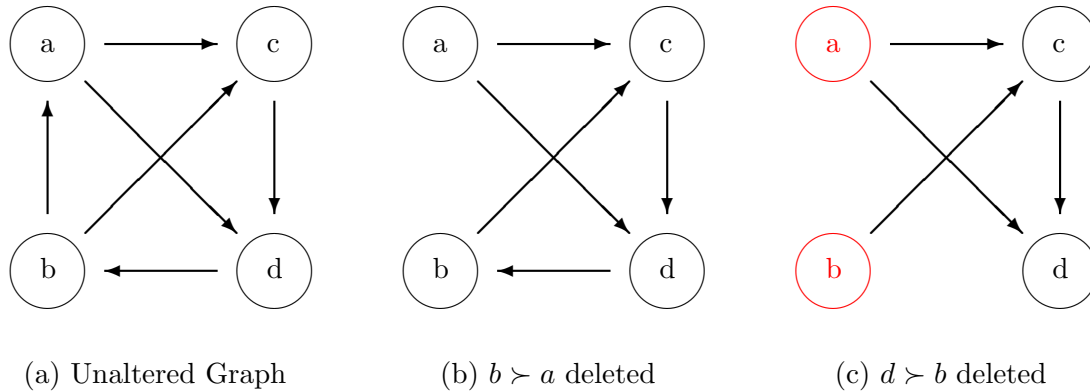 a c a c a c
b d b d b d
(a) Unaltered Graph (b) b ≻ a deleted (c) d ≻ b deleted